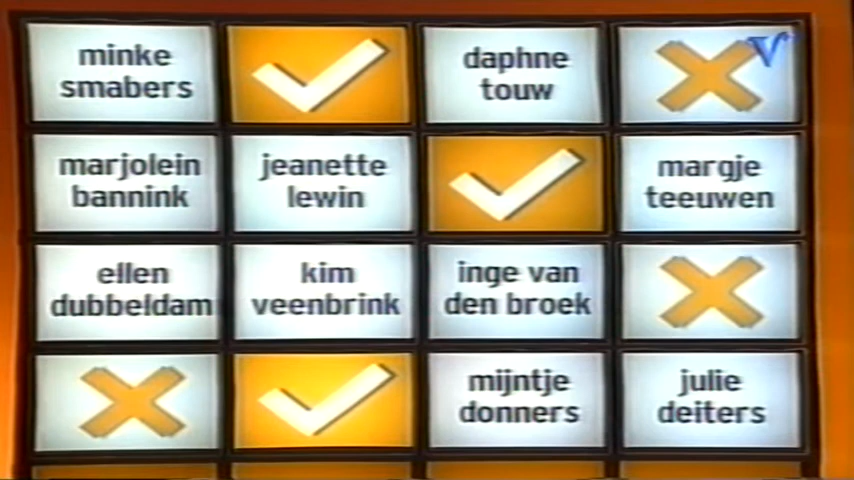 minke
smabers
daphne
touw
V
marjolein
bannink
jeanette
lewin
margje
teeuwen
ellen
dubbeldam
kim
veenbrink
inge van
den broek
mijntje
donners
julie
deiters